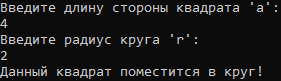 Введите длину стороны квадрата 'a':
4
Введите радиус круга 'r':
2
Данный квадрат поместится в круг!